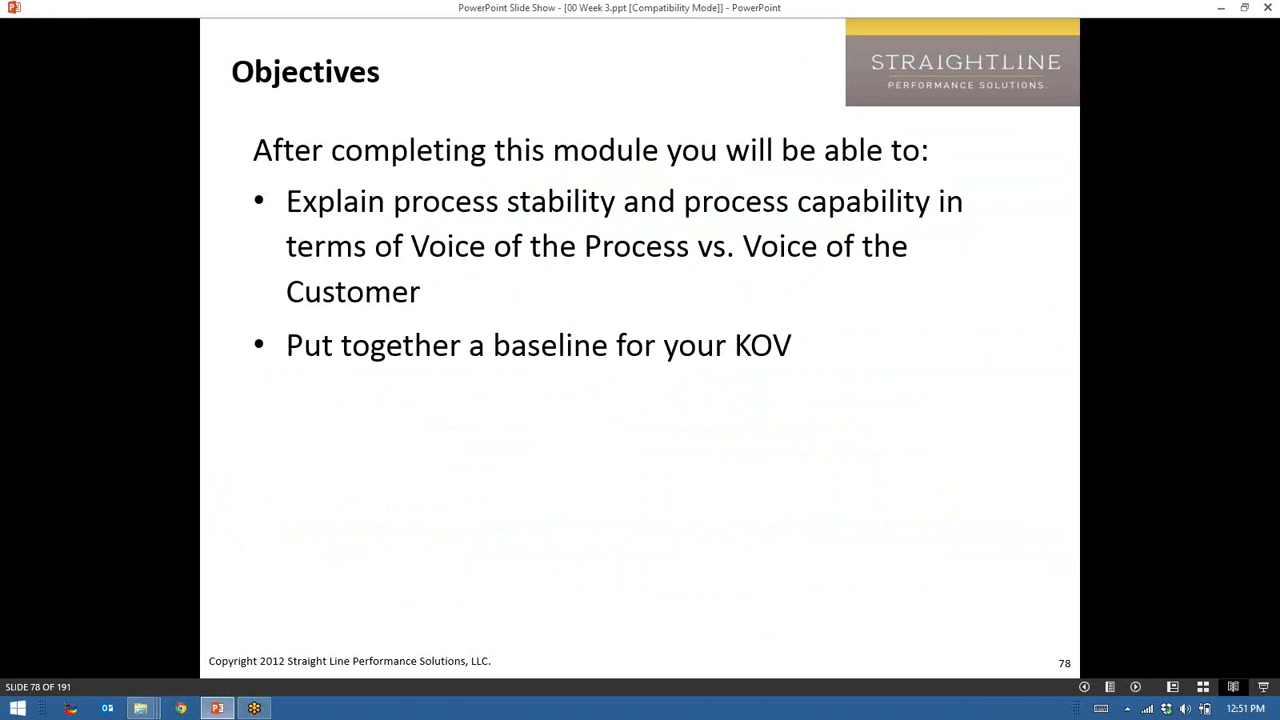 PowerPoint Slide Show - [00 Week 3.ppt [Compatibility Mode]] - PowerPoint
Objectives
STRAIGHTLINE
PERFORMANCE SOLUTIONS.
After completing this module you will be able to:
• Explain process stability and process capability in
terms of Voice of the Process vs. Voice of the
Customer
• Put together a baseline for your KOV
Copyright 2012 Straight Line Performance Solutions, LLC.
78
SLIDE 78 OF 191
12:51 PM